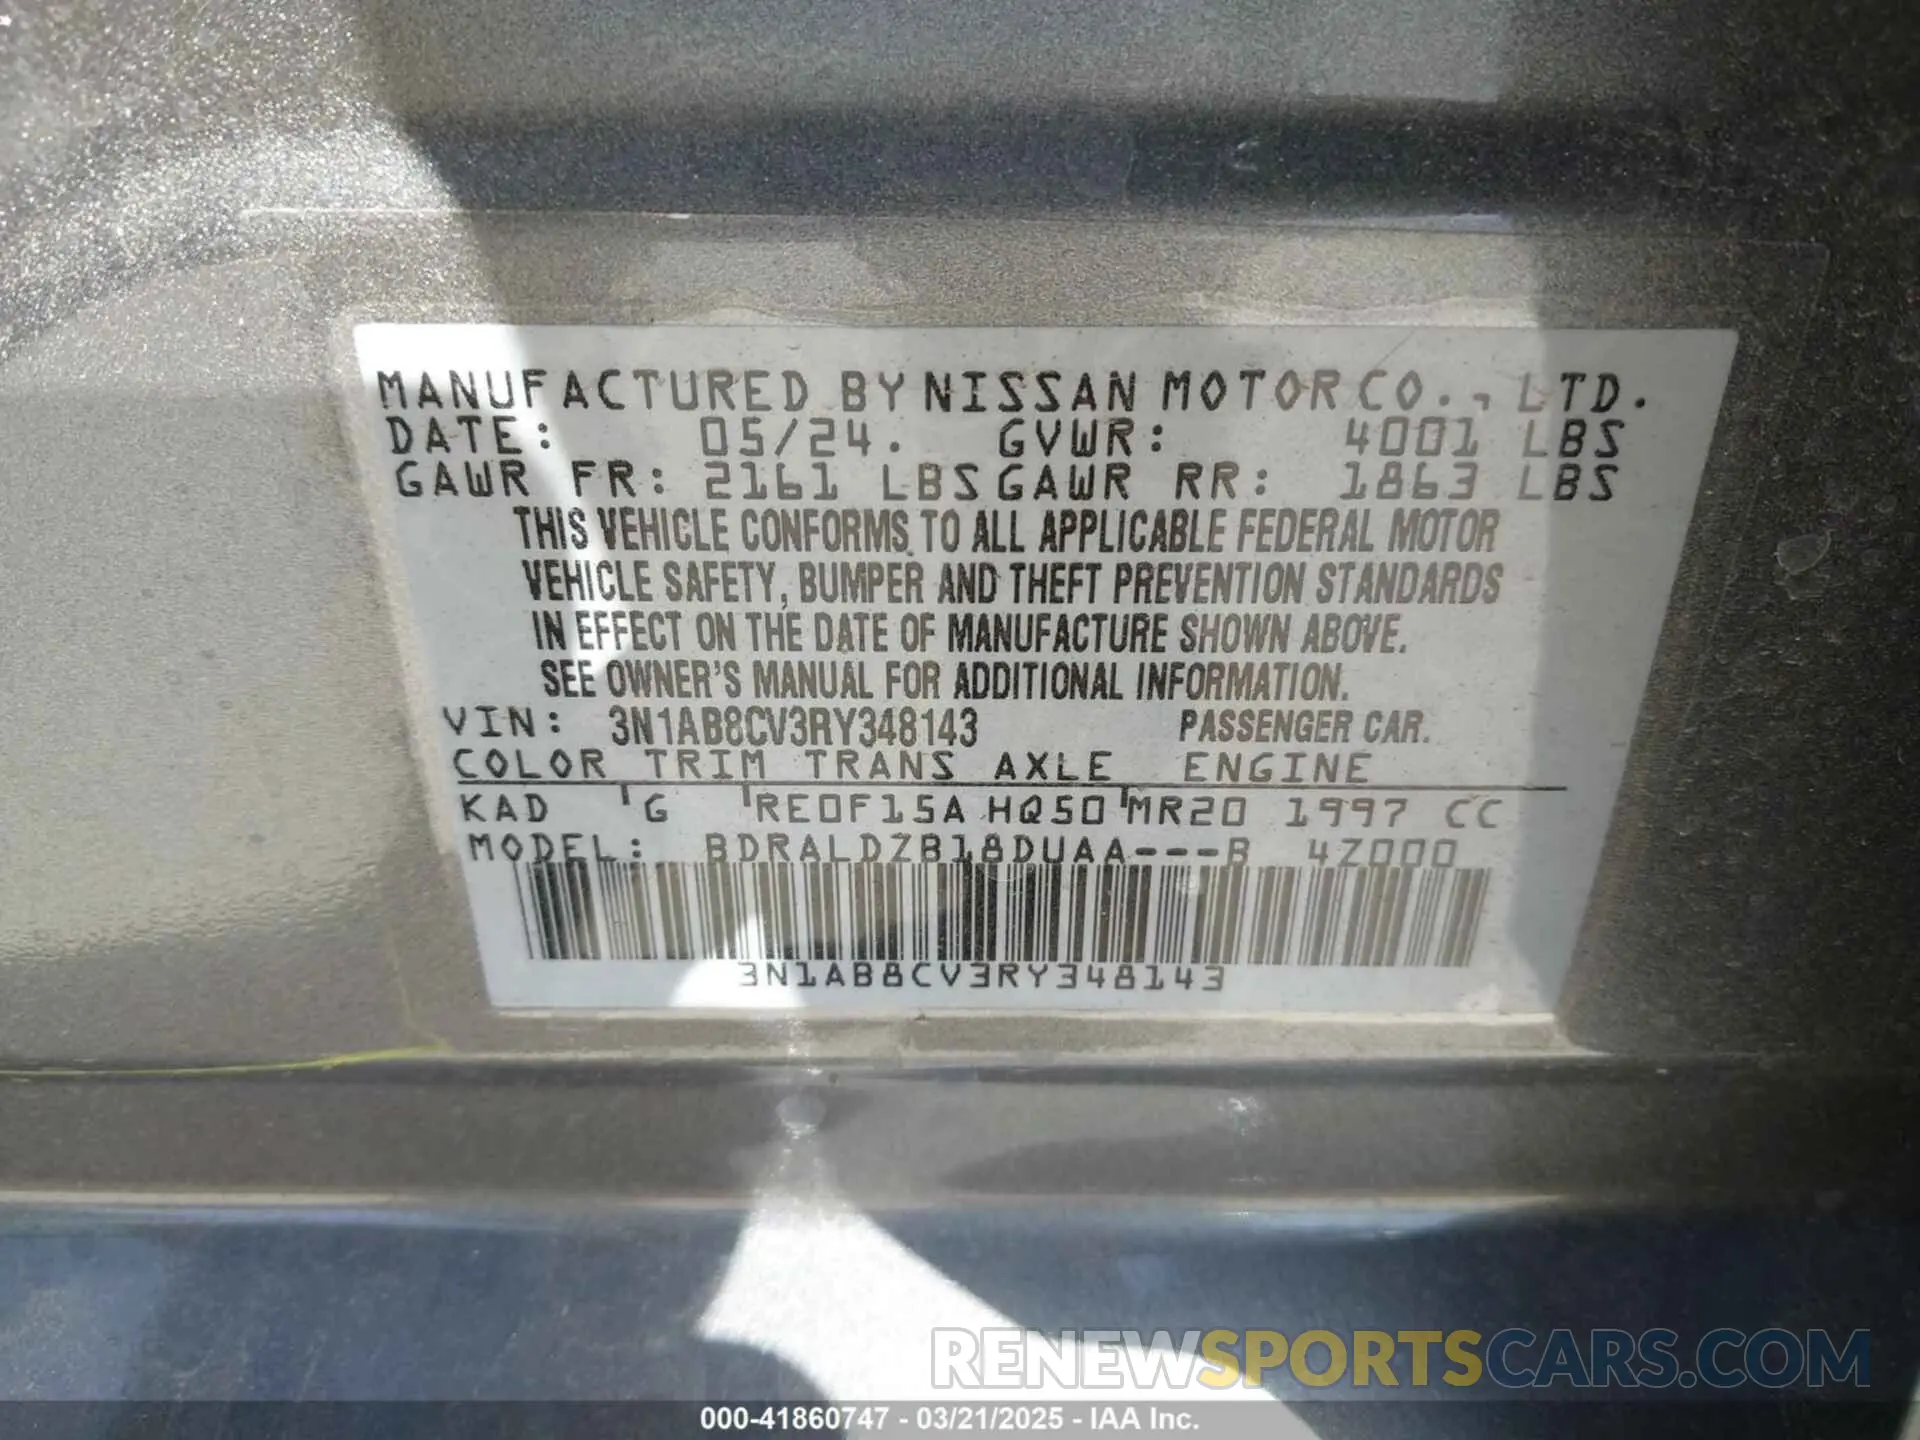 MANUFACTURED BY NISSAN MOTOR CO., LTD.
DATE: 05/24. GVWR: 4001 LBS
GAWR FR: 2161 LBS GAWR RR: 1863 LBS
THIS VEHICLE CONFORMS TO ALL APPLICABLE FEDERAL MOTOR
VEHICLE SAFETY, BUMPER AND THEFT PREVENTION STANDARDS
IN EFFECT ON THE DATE OF MANUFACTURE SHOWN ABOVE.
SEE OWNER'S MANUAL FOR ADDITIONAL INFORMATION.
VIN: 3N1AB8CV3RY348143 PASSENGER CAR.
COLOR TRIM TRANS AXLE ENGINE
KAD G RE0F15A HQ50 MR20 1997 CC
MODEL: BDRALDZB18DUAA---B 4Z000
3N1AB8CV3RY348143
RENEWSPORTSCARS.COM
000-41860747 - 03/21/2025 - IAA Inc.